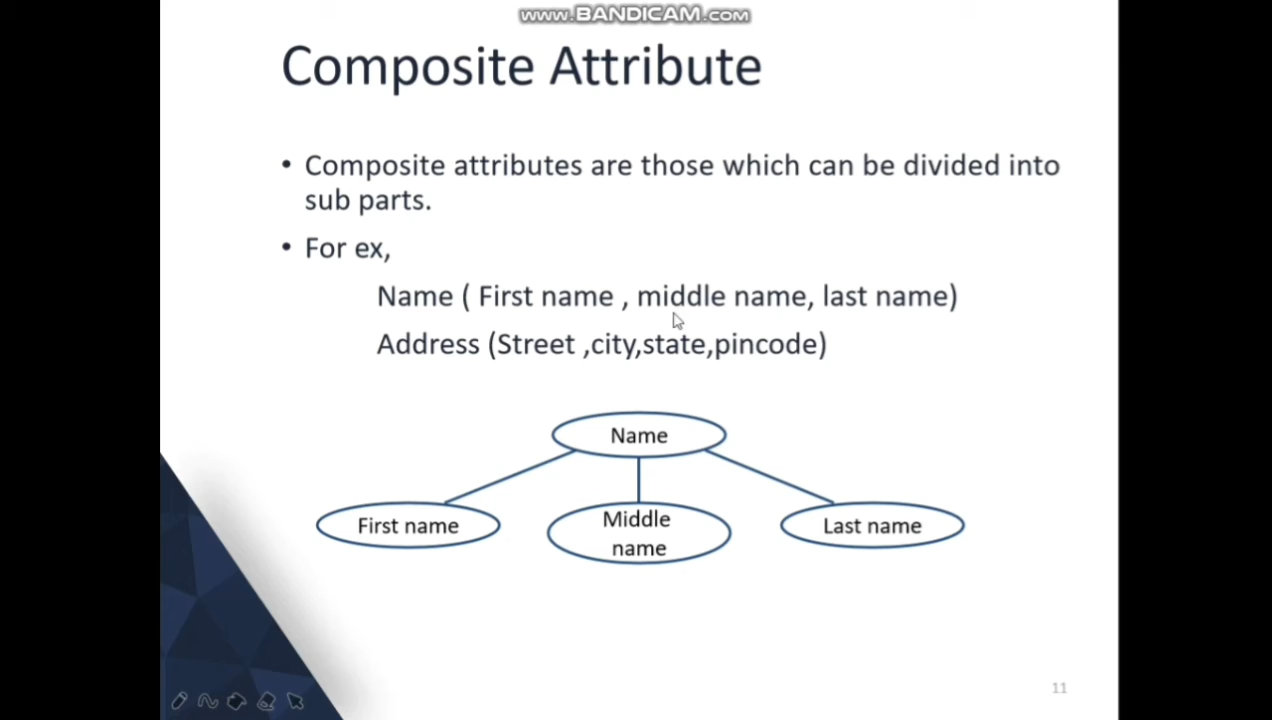 www.BANDICAM.com
Composite Attribute
• Composite attributes are those which can be divided into
sub parts.
• For ex,
Name ( First name , middle name, last name)
Address (Street ,city,state,pincode)
Name
First name
Middle
name
Last name
11